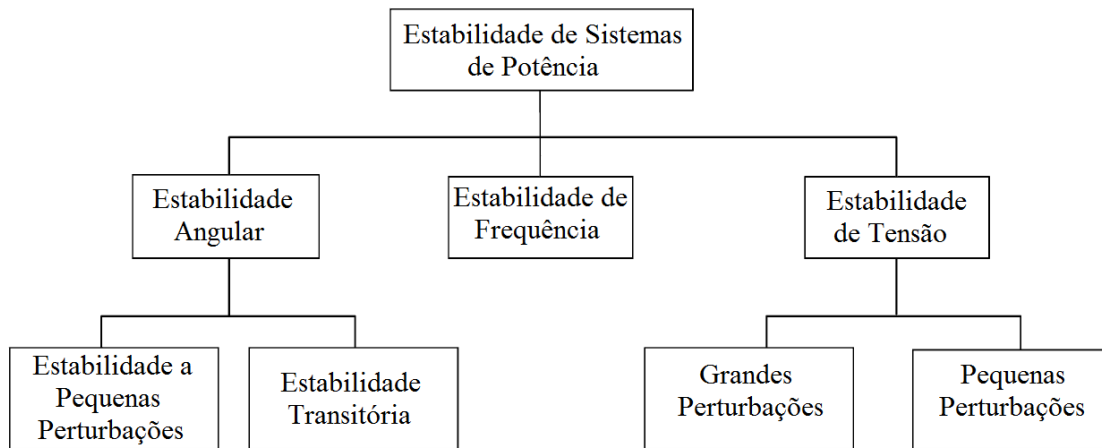 Estabilidade de Sistemas
de Potência
Estabilidade
Angular
Estabilidade de
Frequência
Estabilidade
de Tensão
Estabilidade a
Pequenas
Perturbações
Estabilidade
Transitória
Grandes
Perturbações
Pequenas
Perturbações